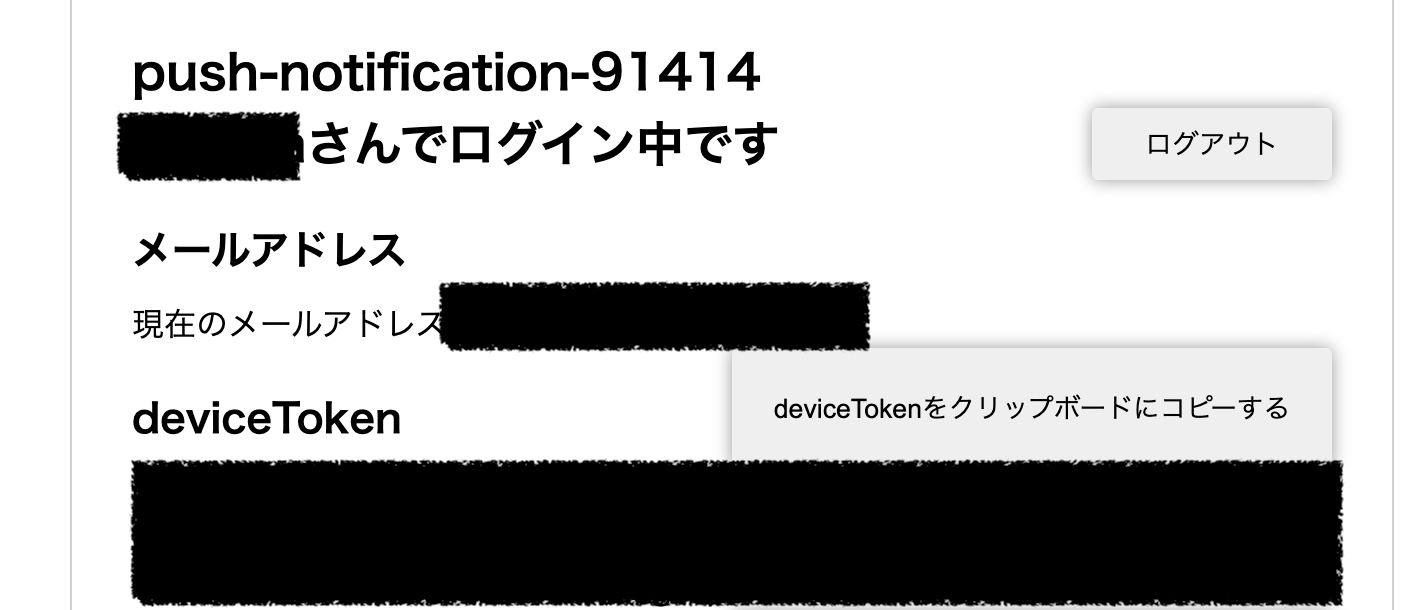 push-notification-91414
さんでログイン中です
ログアウト
メールアドレス
現在のメールアドレス
deviceToken
deviceTokenをクリップボードにコピーする